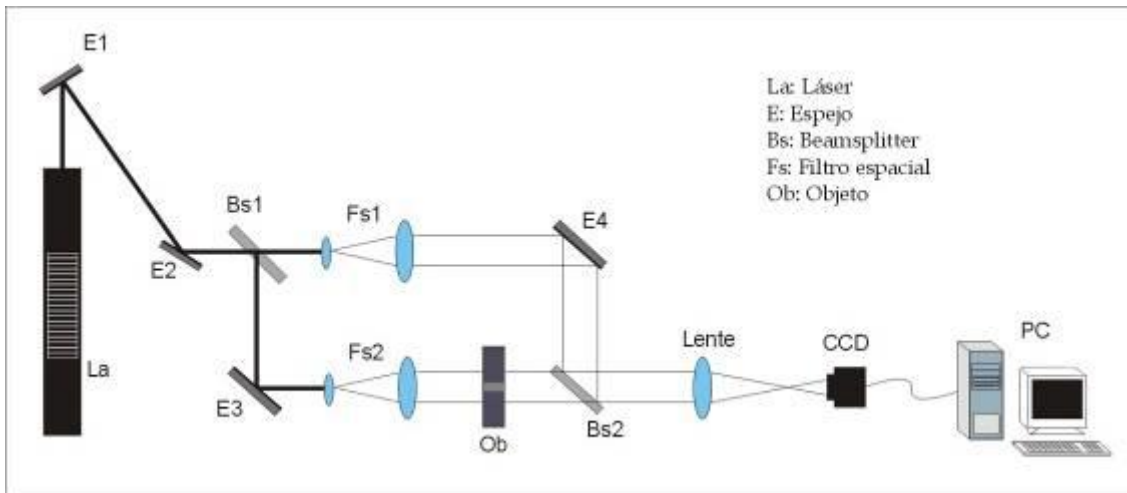 E1
La: Láser
E: Espejo
Bs: Beamsplitter
Fs: Filtro espacial
Ob: Objeto
Bs1
Fs1
E4
E2
La
Fs2
Lente
CCD
PC
E3
Ob
Bs2